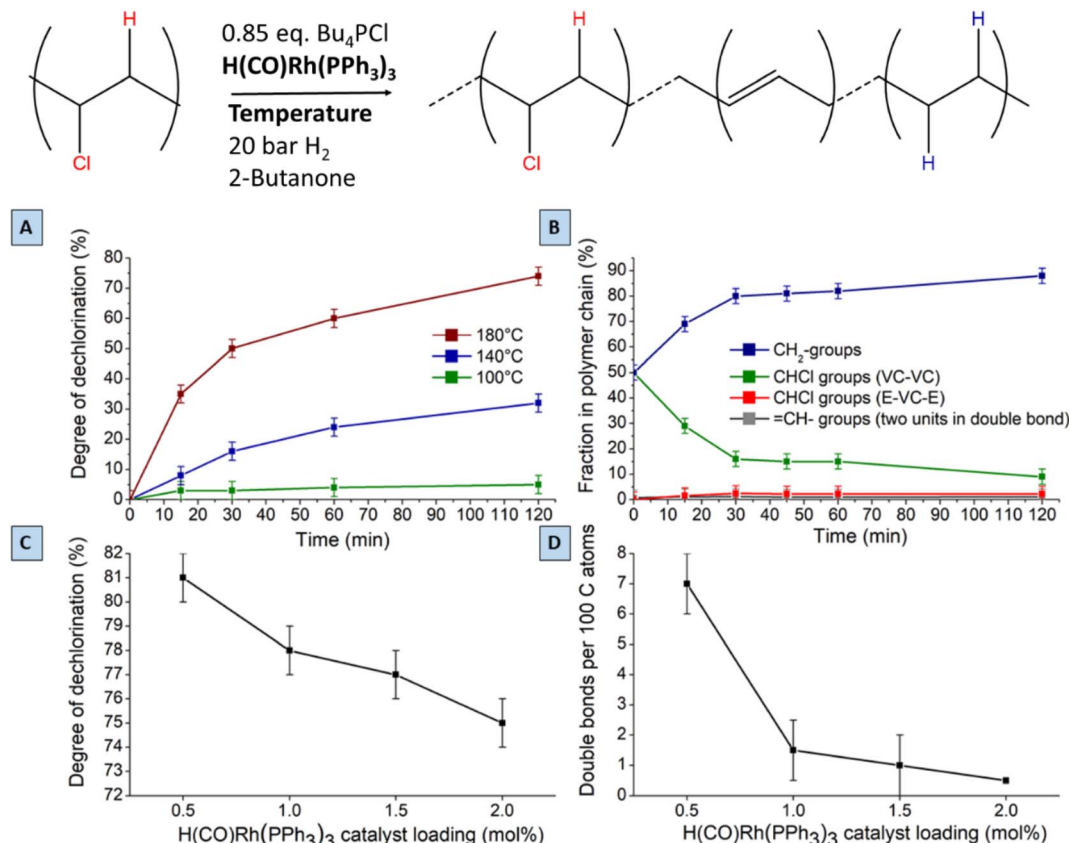 H
0.85 eq. Bu₄PCl
H(CO)Rh(PPh₃)₃
Temperature
20 bar H₂
2-Butanone
Cl
H
Cl
H
H
A
Degree of dechlorination (%)
80
70
60
50
40
30
20
10
0
180°C
140°C
100°C
0 10 20 30 40 50 60 70 80 90 100 110 120
Time (min)
B
Fraction in polymer chain (%)
90
80
70
60
50
40
30
20
10
0
CH₂-groups
CHCl groups (VC-VC)
CHCl groups (E-VC-E)
=CH- groups (two units in double bond)
0 10 20 30 40 50 60 70 80 90 100 110 120
Time (min)
C
Degree of dechlorination (%)
82
81
80
79
78
77
76
75
74
73
72
0.5 1.0 1.5 2.0
H(CO)Rh(PPh₃)₃ catalyst loading (mol%)
D
Double bonds per 100 C atoms
8
7
6
5
4
3
2
1
0
0.5 1.0 1.5 2.0
H(CO)Rh(PPh₃)₃ catalyst loading (mol%)